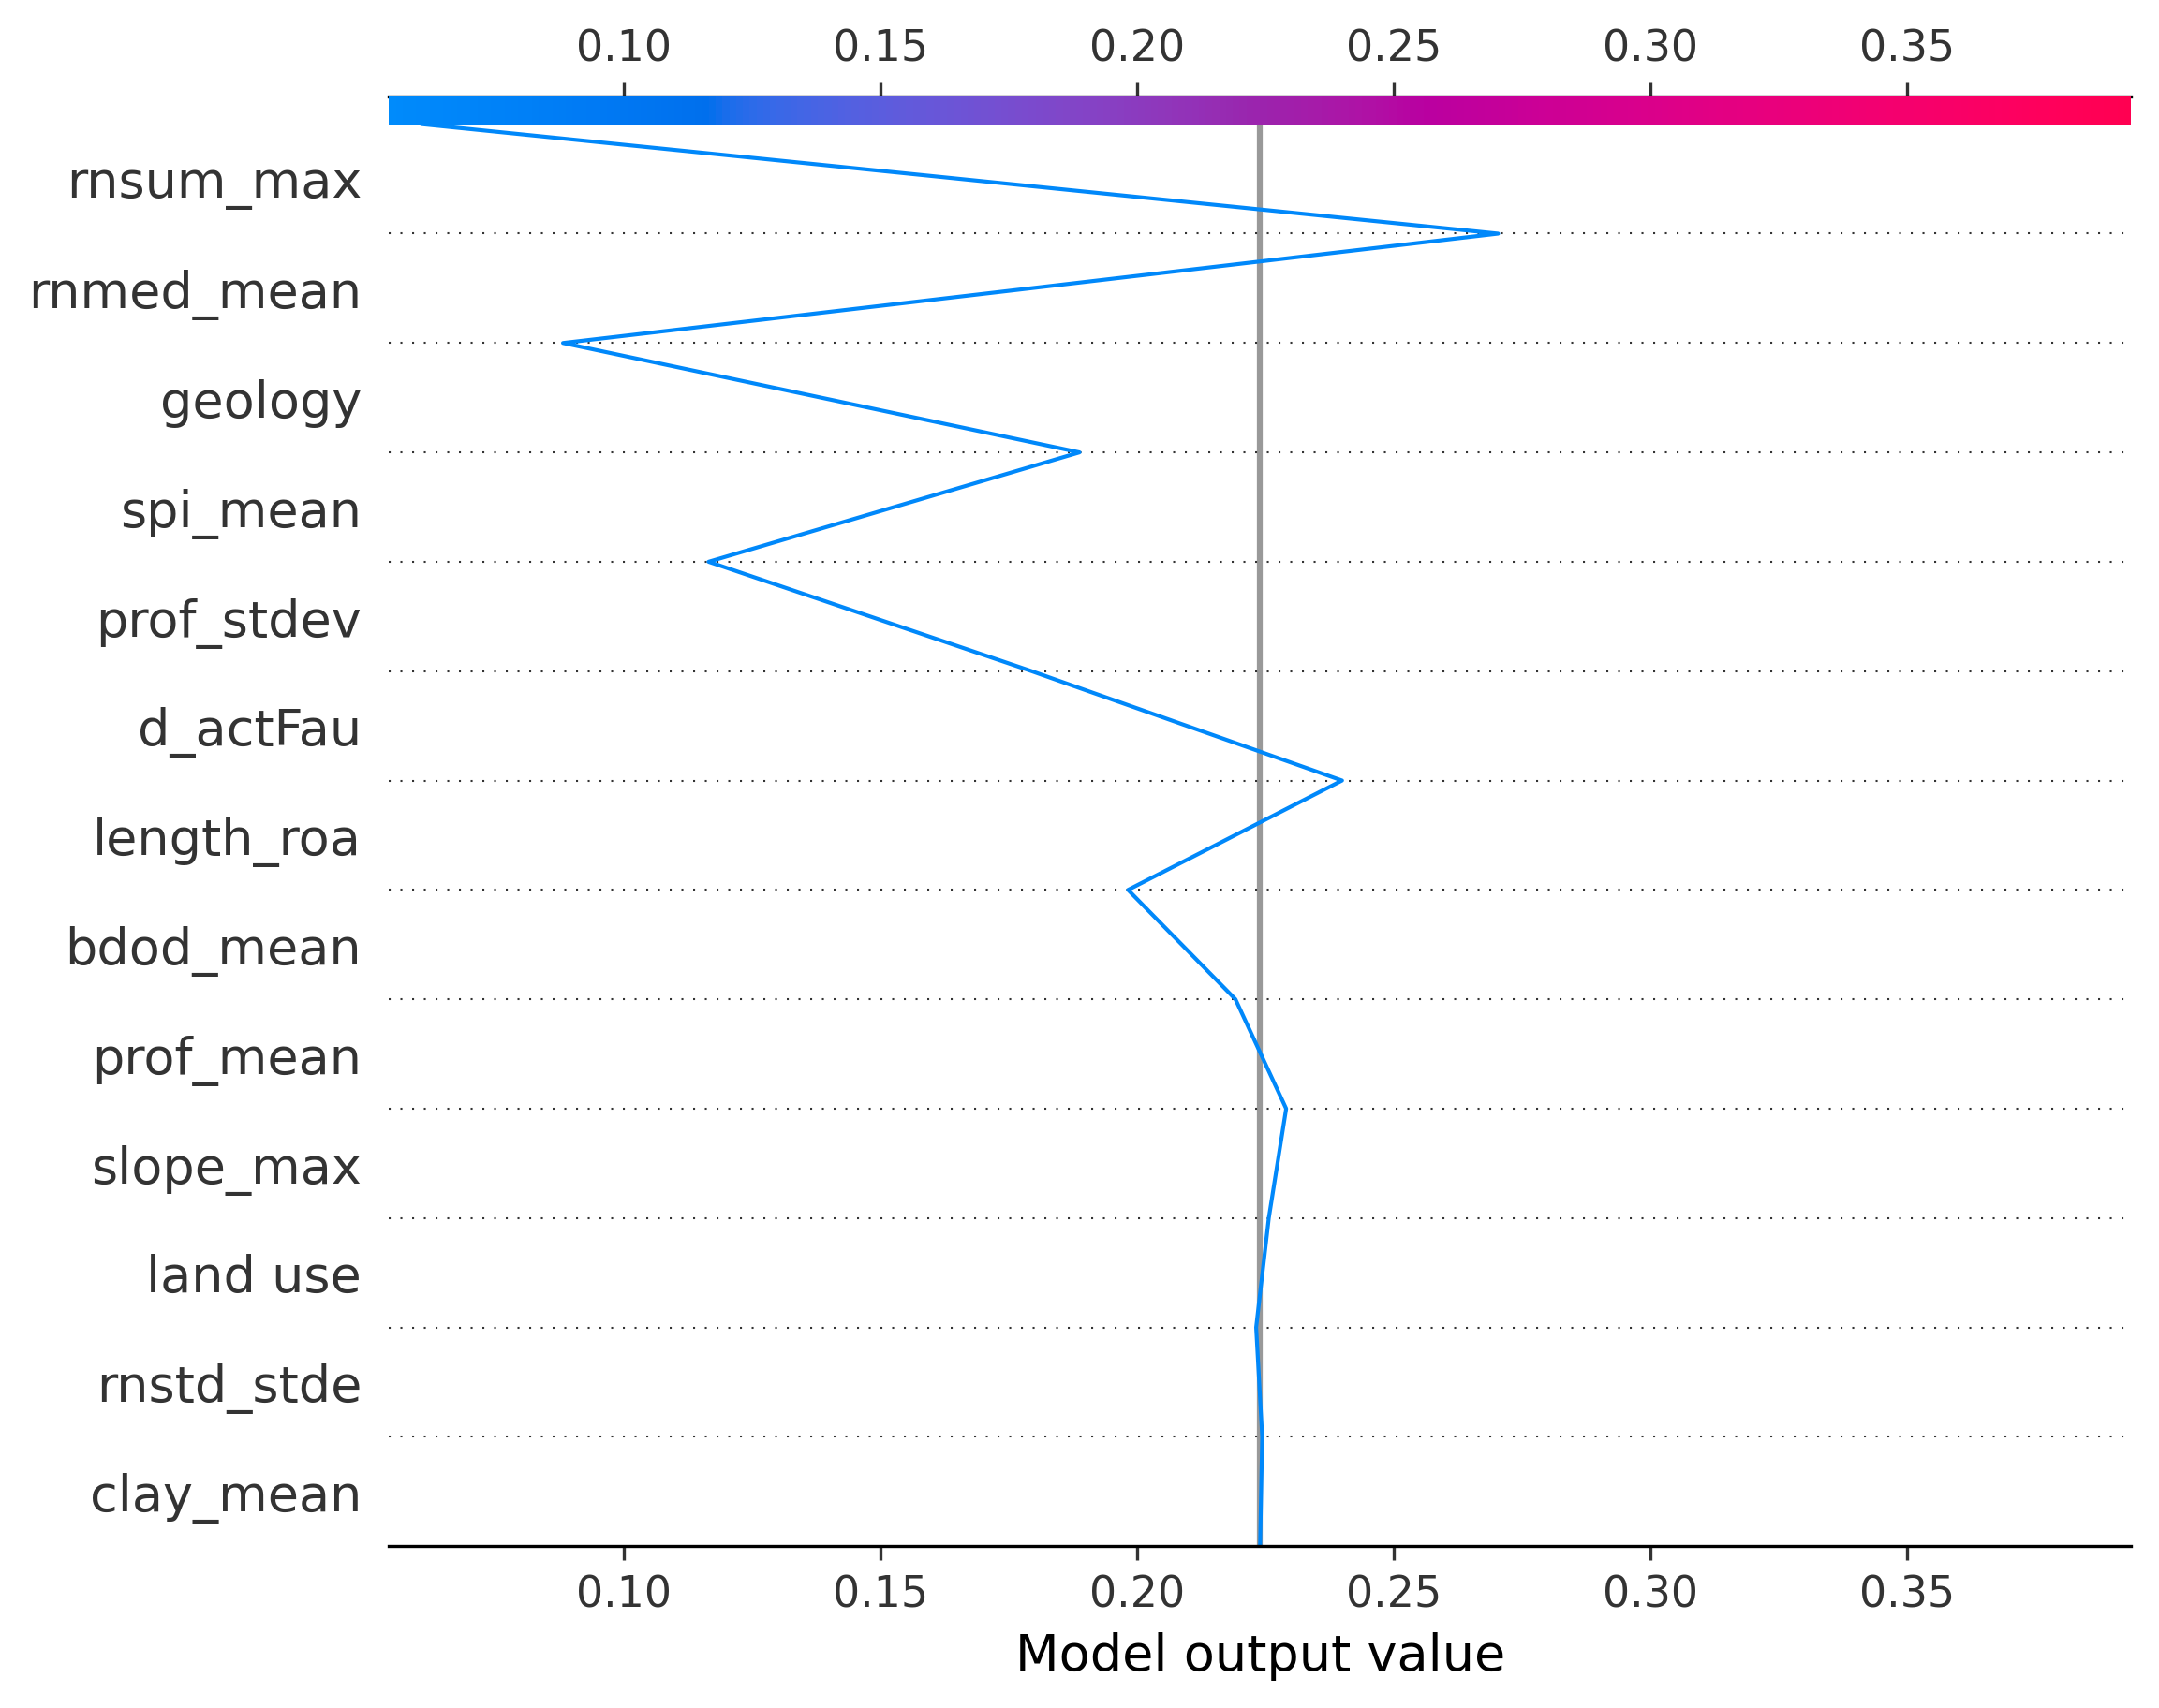 0.10 0.15 0.20 0.25 0.30 0.35
rnsum_max
rnmed_mean
geology
spi_mean
prof_stdev
d_actFau
length_roa
bdod_mean
prof_mean
slope_max
land use
rnstd_stde
clay_mean
0.10 0.15 0.20 0.25 0.30 0.35
Model output value